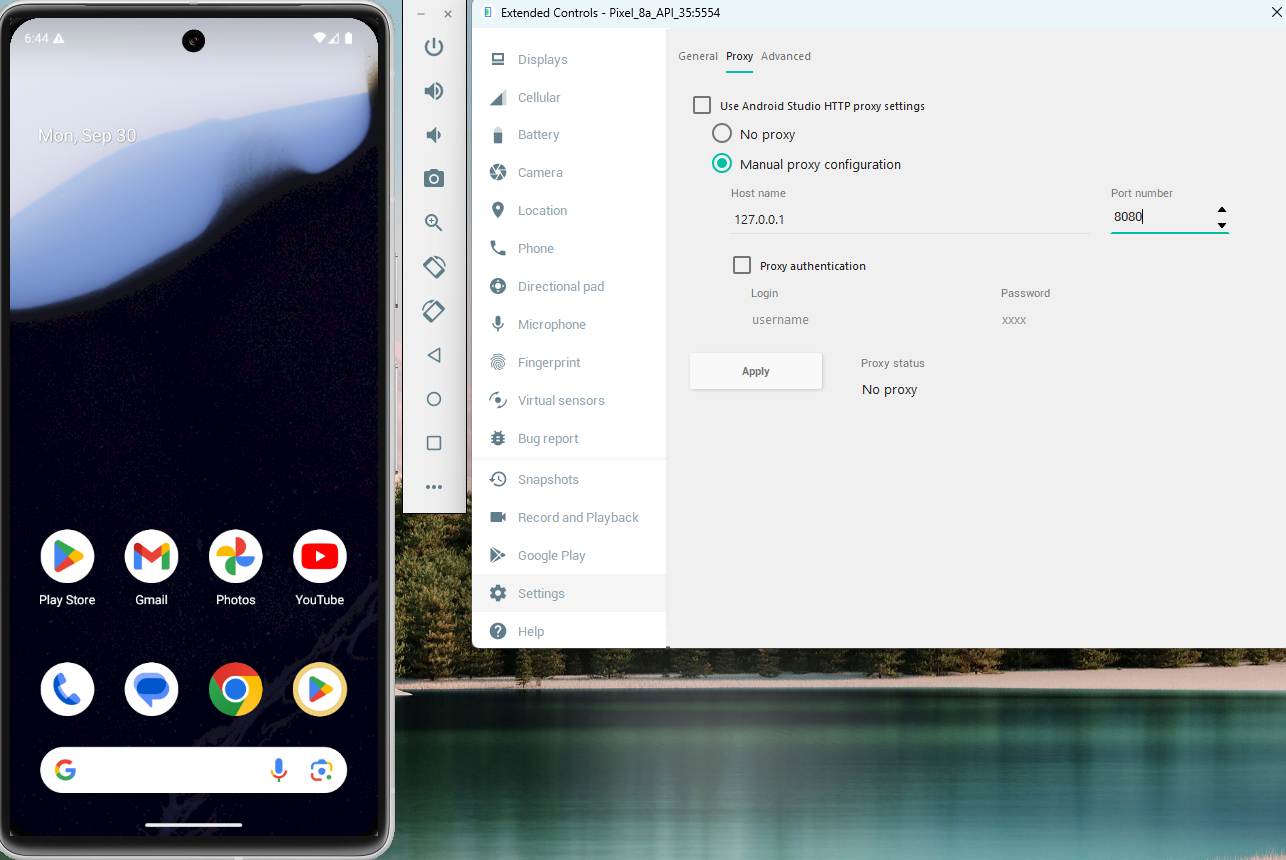 6:44
Mon, Sep 30
Play Store
Gmail
Photos
YouTube
Extended Controls - Pixel_8a_API_35:5554
Displays
Cellular
Battery
Camera
Location
Phone
Directional pad
Microphone
Fingerprint
Virtual sensors
Bug report
Snapshots
Record and Playback
Google Play
Settings
Help
General Proxy Advanced
Use Android Studio HTTP proxy settings
No proxy
Manual proxy configuration
Host name Port number
127.0.0.1 8080
Proxy authentication
Login Password
username xxxx
Apply Proxy status
No proxy